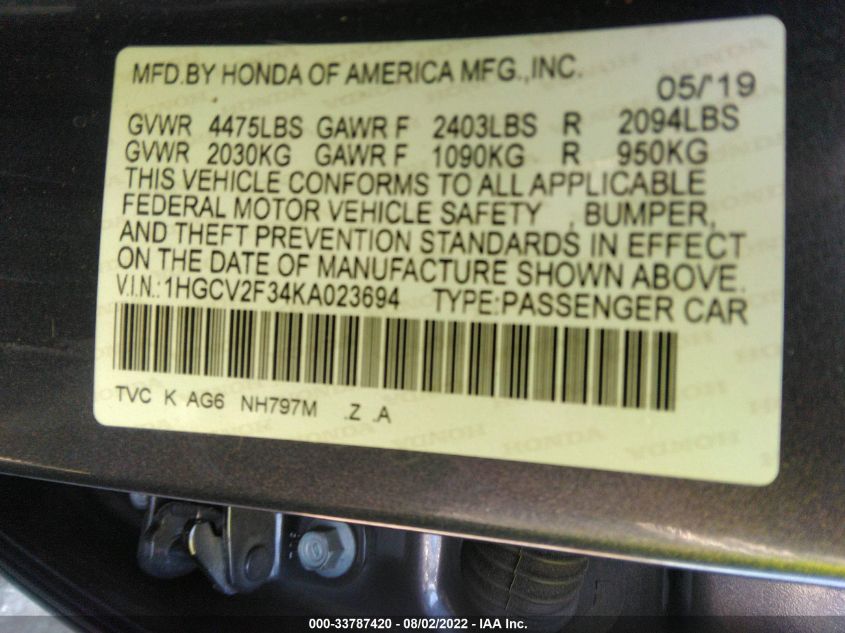 MFD.BY HONDA OF AMERICA MFG.,INC. 05/'19
GVWR 4475LBS GAWR F 2403LBS R 2094LBS
GVWR 2030KG GAWR F 1090KG R 950KG
THIS VEHICLE CONFORMS TO ALL APPLICABLE
FEDERAL MOTOR VEHICLE SAFETY , BUMPER,
AND THEFT PREVENTION STANDARDS IN EFFECT
ON THE DATE OF MANUFACTURE SHOWN ABOVE.
V.I.N.:1HGCV2F34KA023694 TYPE:PASSENGER CAR
TVC K AG6 NH797M .Z .A
000-33787420 - 08/02/2022 - IAA Inc.